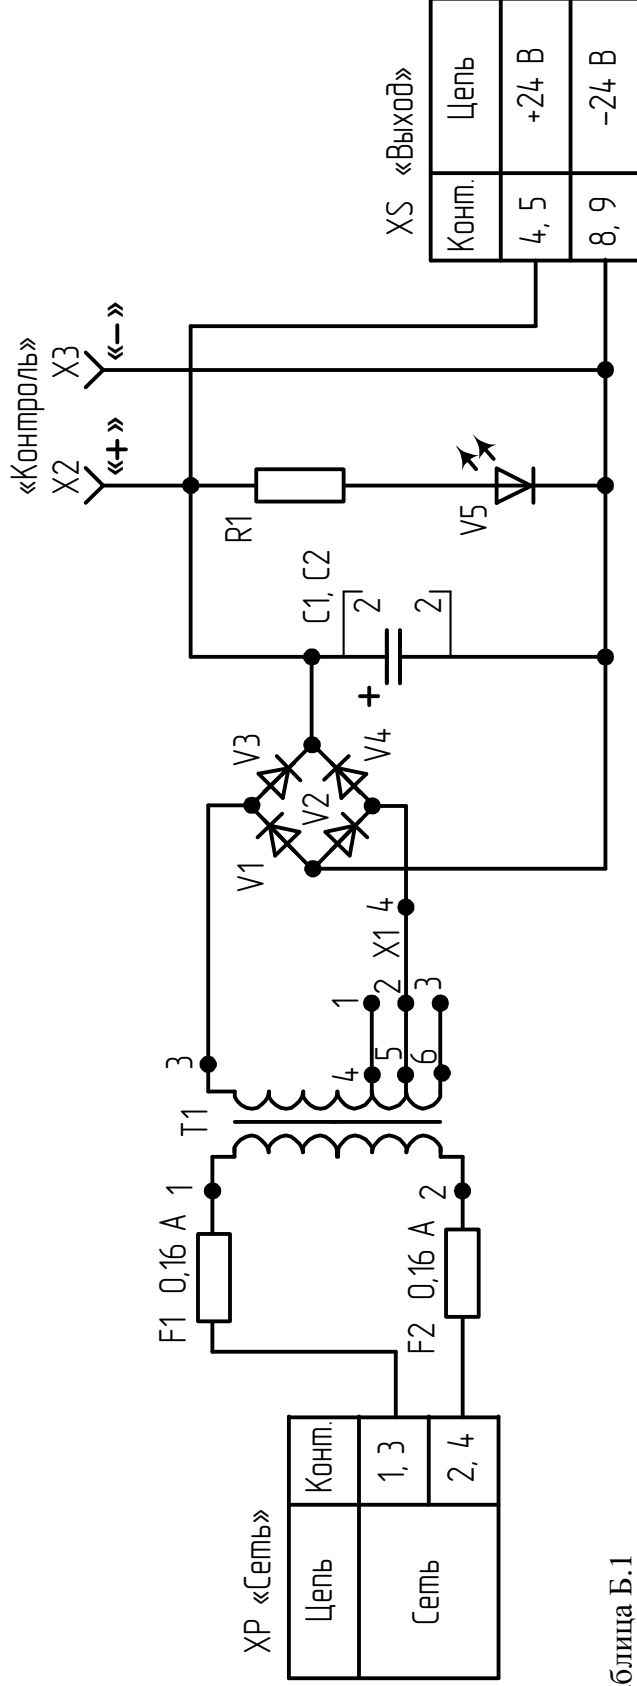 «Контроль»
X2
X3
«+»
«—»
XS «Выход»
Конт.
Цепь
4, 5
+24 В
8, 9
–24 В
R1
V5
C1, C2
2
2
+
V3
V4
V1
V2
X1
4
3
T1
4
5
6
1
2
3
1
2
F1 0,16 А
F2 0,16 А
XP «Сеть»
Цепь
Конт.
Сеть
1, 3
2, 4
блица Б.1